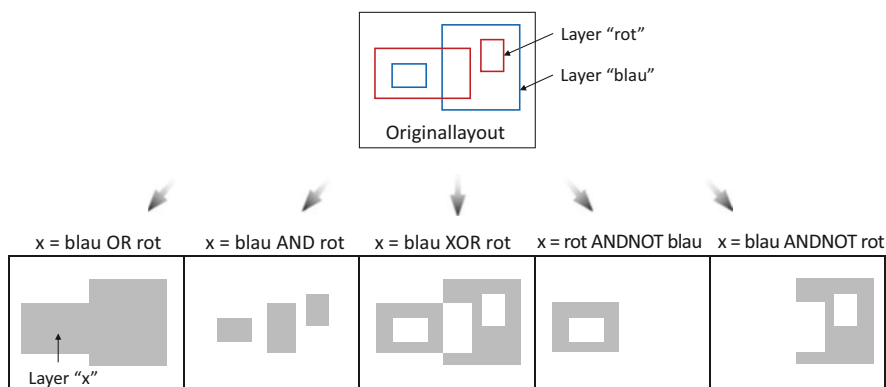 Layer “rot”
Layer “blau”
Originallayout
x = blau OR rot
x = blau AND rot
x = blau XOR rot
x = rot ANDNOT blau
x = blau ANDNOT rot
Layer “x”